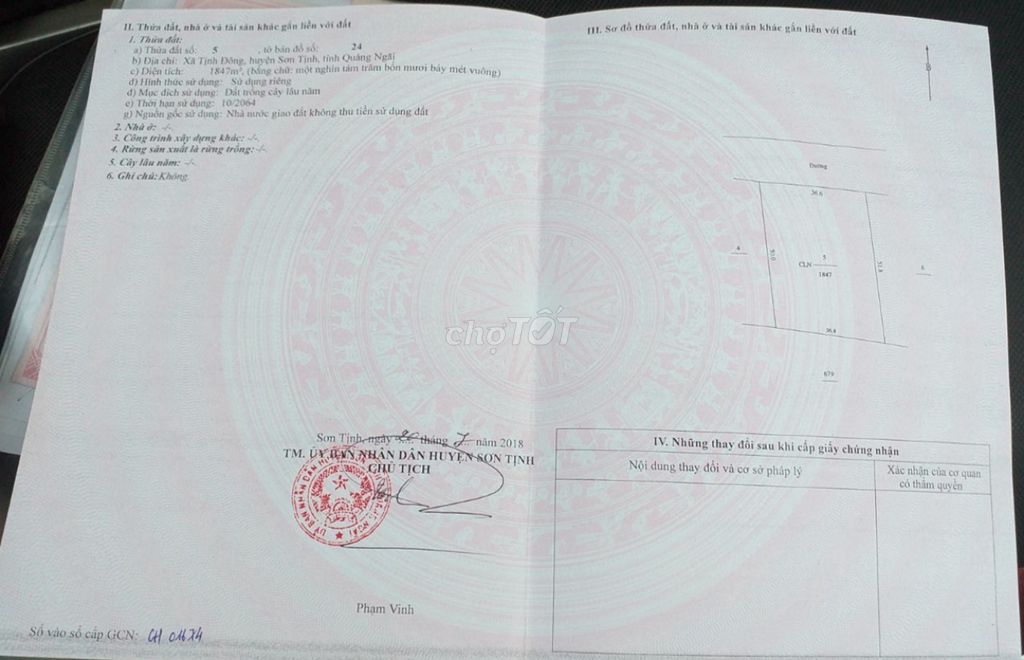 II. Thửa đất, nhà ở và tài sản khác gắn liền với đất
1. Thửa đất:
a) Thửa đất số: 5 , tờ bản đồ số: 24
b) Địa chỉ: Xã Tịnh Đông, huyện Sơn Tịnh, tỉnh Quảng Ngãi
c) Diện tích: 1847m², (bằng chữ: một nghìn tám trăm bốn mươi bảy mét vuông)
d) Hình thức sử dụng: Sử dụng riêng
đ) Mục đích sử dụng: Đất trồng cây lâu năm
e) Thời hạn sử dụng: 10/2064
g) Nguồn gốc sử dụng: Nhà nước giao đất không thu tiền sử dụng đất
2. Nhà ở: -/-
3. Công trình xây dựng khác: -/-
4. Rừng sản xuất là rừng trồng: -/-
5. Cây lâu năm: -/-
6. Ghi chú: Không.
Sơn Tịnh, ngày tháng năm 2018
TM. ỦY BAN NHÂN DÂN HUYỆN SƠN TỊNH
CHỦ TỊCH
Phạm Vinh
Số vào sổ cấp GCN: CH 01674
III. Sơ đồ thửa đất, nhà ở và tài sản khác gắn liền với đất
B
Đường
36.6
4
50.0
CLN 5
1847
51.8
6
36.4
679
IV. Những thay đổi sau khi cấp giấy chứng nhận
Nội dung thay đổi và cơ sở pháp lý
Xác nhận của cơ quan
có thẩm quyền
chợTỐT